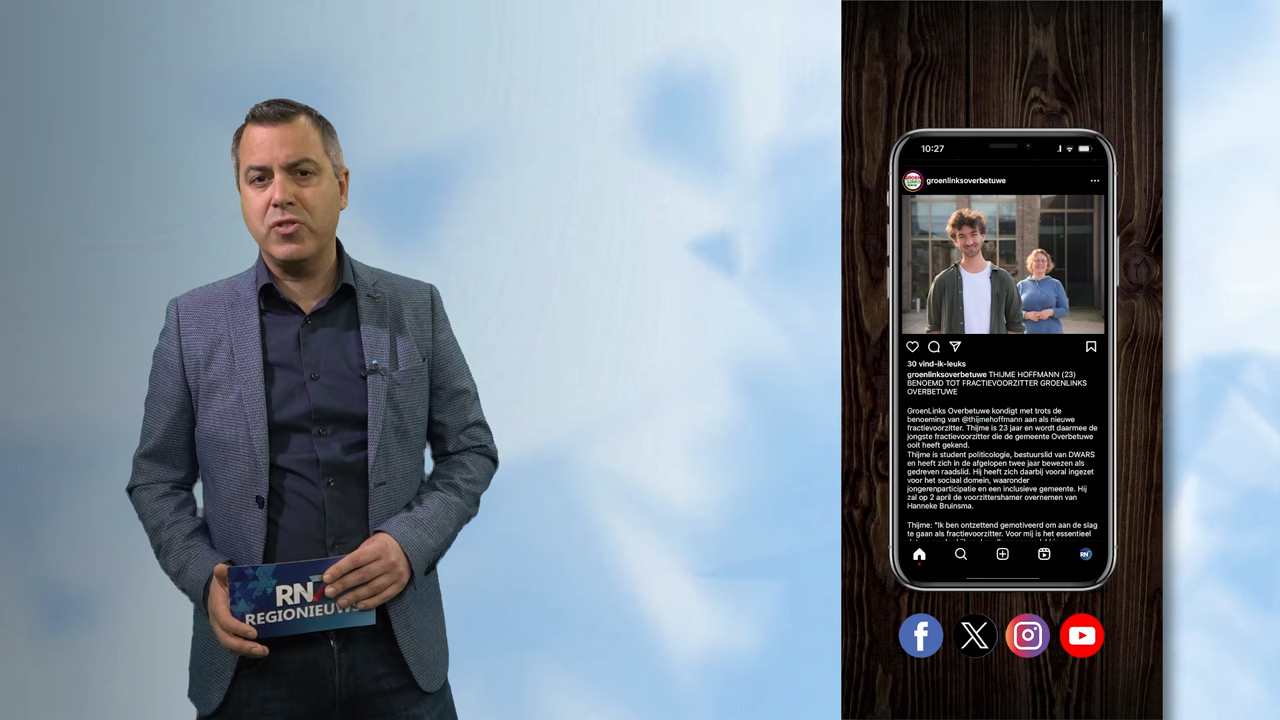 RN7
REGIONIEUWS
10:27
groenlinksoverbetuwe
30 vind-ik-leuks
groenlinksoverbetuwe THIJME HOFFMANN (23)
BENOEMD TOT FRACTIEVOORZITTER GROENLINKS
OVERBETUWE
GroenLinks Overbetuwe kondigt met trots de
benoeming van @thijmehoffmann aan als nieuwe
fractievoorzitter. Thijme is 23 jaar en wordt daarmee de
jongste fractievoorzitter die de gemeente Overbetuwe
ooit heeft gekend.
Thijme is student politicologie, bestuurslid van DWARS
en heeft zich in de afgelopen twee jaar bewezen als
gedreven raadslid. Hij heeft zich daarbij vooral ingezet
voor het sociaal domein, waaronder
jongerenparticipatie en een inclusieve gemeente. Hij
zal op 2 april de voorzittershamer overnemen van
Hanneke Bruinsma.
Thijme: "Ik ben ontzettend gemotiveerd om aan de slag
te gaan als fractievoorzitter. Voor mij is het essentieel